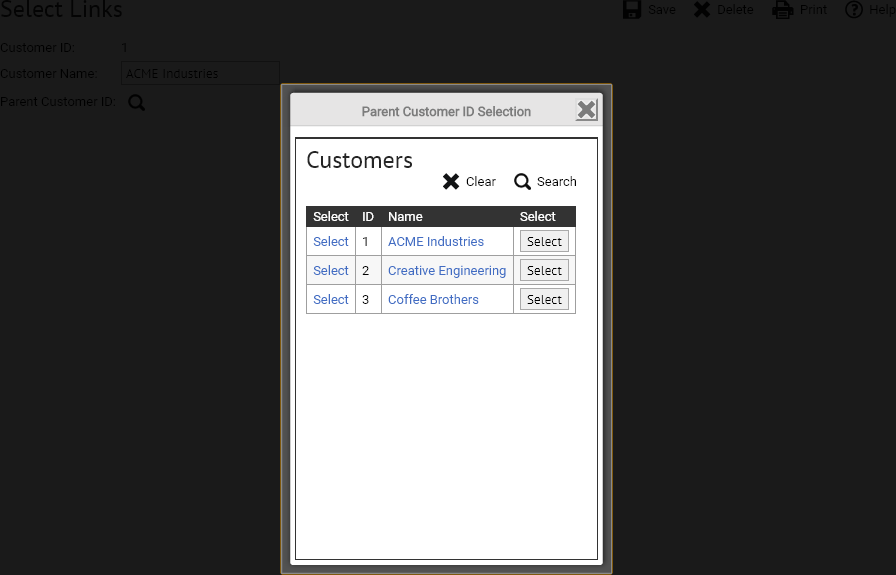 Select Links
Save Delete Print Help
Customer ID: 1
Customer Name: ACME Industries
Parent Customer ID:
Parent Customer ID Selection
Customers
Clear Search
Select ID Name Select
Select 1 ACME Industries Select
Select 2 Creative Engineering Select
Select 3 Coffee Brothers Select